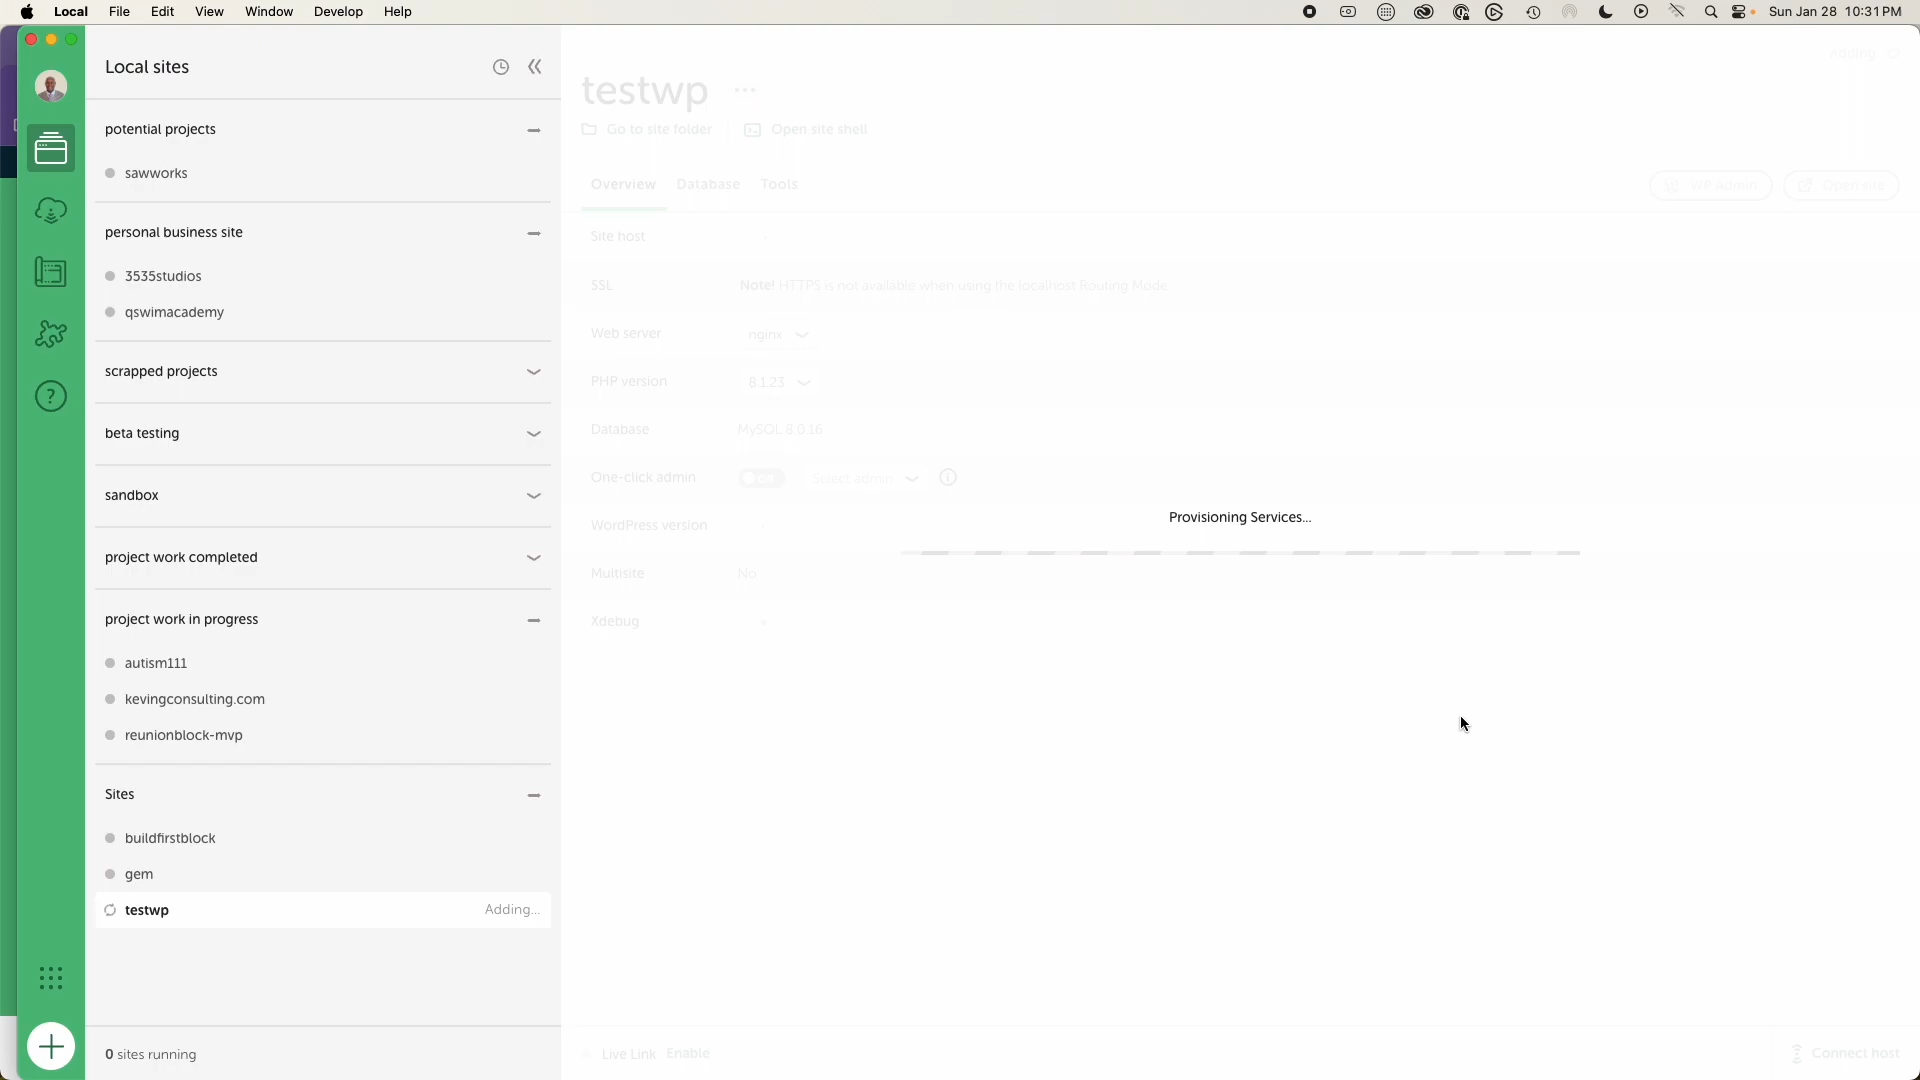 Local File Edit View Window Develop Help
Sun Jan 28 10:31 PM
Local sites
potential projects
sawworks
personal business site
3535studios
qswimacademy
scrapped projects
beta testing
sandbox
project work completed
project work in progress
autism111
kevingconsulting.com
reunionblock-mvp
Sites
buildfirstblock
gem
testwp Adding...
0 sites running
Adding
testwp
Go to site folder Open site shell
Overview Database Tools
WP Admin Open site
Site host
SSL Note! HTTPS is not available when using the localhost Routing Mode
Web server nginx
PHP version 8.1.23
Database MySQL 8.0.16
One-click admin Off Select admin
WordPress version
Provisioning Services...
Multisite No
Xdebug
Live Link Enable
Connect host